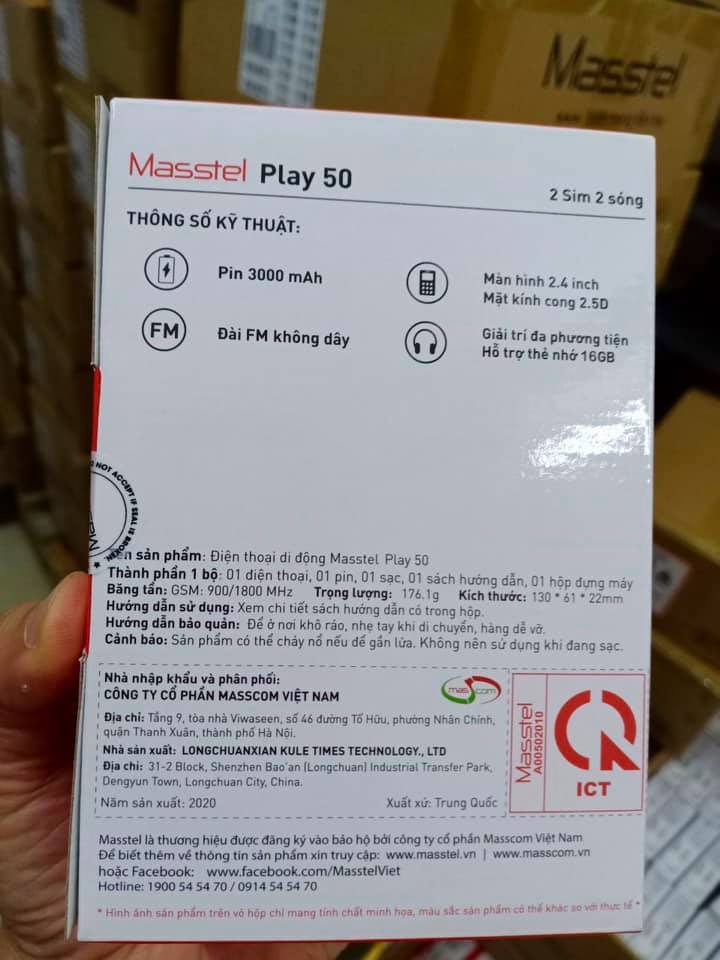 Masstel
Masstel Play 50
2 Sim 2 sóng
THÔNG SỐ KỸ THUẬT:
Pin 3000 mAh
Màn hình 2.4 inch
Mặt kính cong 2.5D
FM
Đài FM không dây
Giải trí đa phương tiện
Hỗ trợ thẻ nhớ 16GB
NOT ACCEPT IF SEAL IS BROKEN
sản phẩm: Điện thoại di động Masstel Play 50
Thành phần 1 bộ: 01 điện thoại, 01 pin, 01 sạc, 01 sách hướng dẫn, 01 hộp đựng máy
Băng tần: GSM: 900/1800 MHz Trọng lượng: 176.1g Kích thước: 130 * 61 * 22mm
Hướng dẫn sử dụng: Xem chi tiết sách hướng dẫn có trong hộp.
Hướng dẫn bảo quản: Để ở nơi khô ráo, nhẹ tay khi di chuyển, hàng dễ vỡ.
Cảnh báo: Sản phẩm có thể cháy nổ nếu để gần lửa. Không nên sử dụng khi đang sạc.
Nhà nhập khẩu và phân phối:
CÔNG TY CỔ PHẦN MASSCOM VIỆT NAM
mascom
Địa chỉ: Tầng 9, tòa nhà Viwaseen, số 46 đường Tố Hữu, phường Nhân Chính,
quận Thanh Xuân, thành phố Hà Nội.
Nhà sản xuất: LONGCHUANXIAN KULE TIMES TECHNOLOGY., LTD
Địa chỉ: 31-2 Block, Shenzhen Bao'an (Longchuan) Industrial Transfer Park,
Dengyun Town, Longchuan City, China.
Năm sản xuất: 2020 Xuất xứ: Trung Quốc
Masstel
A00502010
ICT
Masstel là thương hiệu được đăng ký vào bảo hộ bởi công ty cổ phần Masscom Việt Nam
Để biết thêm về thông tin sản phẩm xin truy cập: www.masstel.vn | www.masscom.vn
hoặc Facebook: www.facebook.com/MasstelViet
Hotline: 1900 54 54 70 / 0914 54 54 70
* Hình ảnh sản phẩm trên vỏ hộp chỉ mang tính chất minh họa, màu sắc sản phẩm có thể khác so với thực tế *